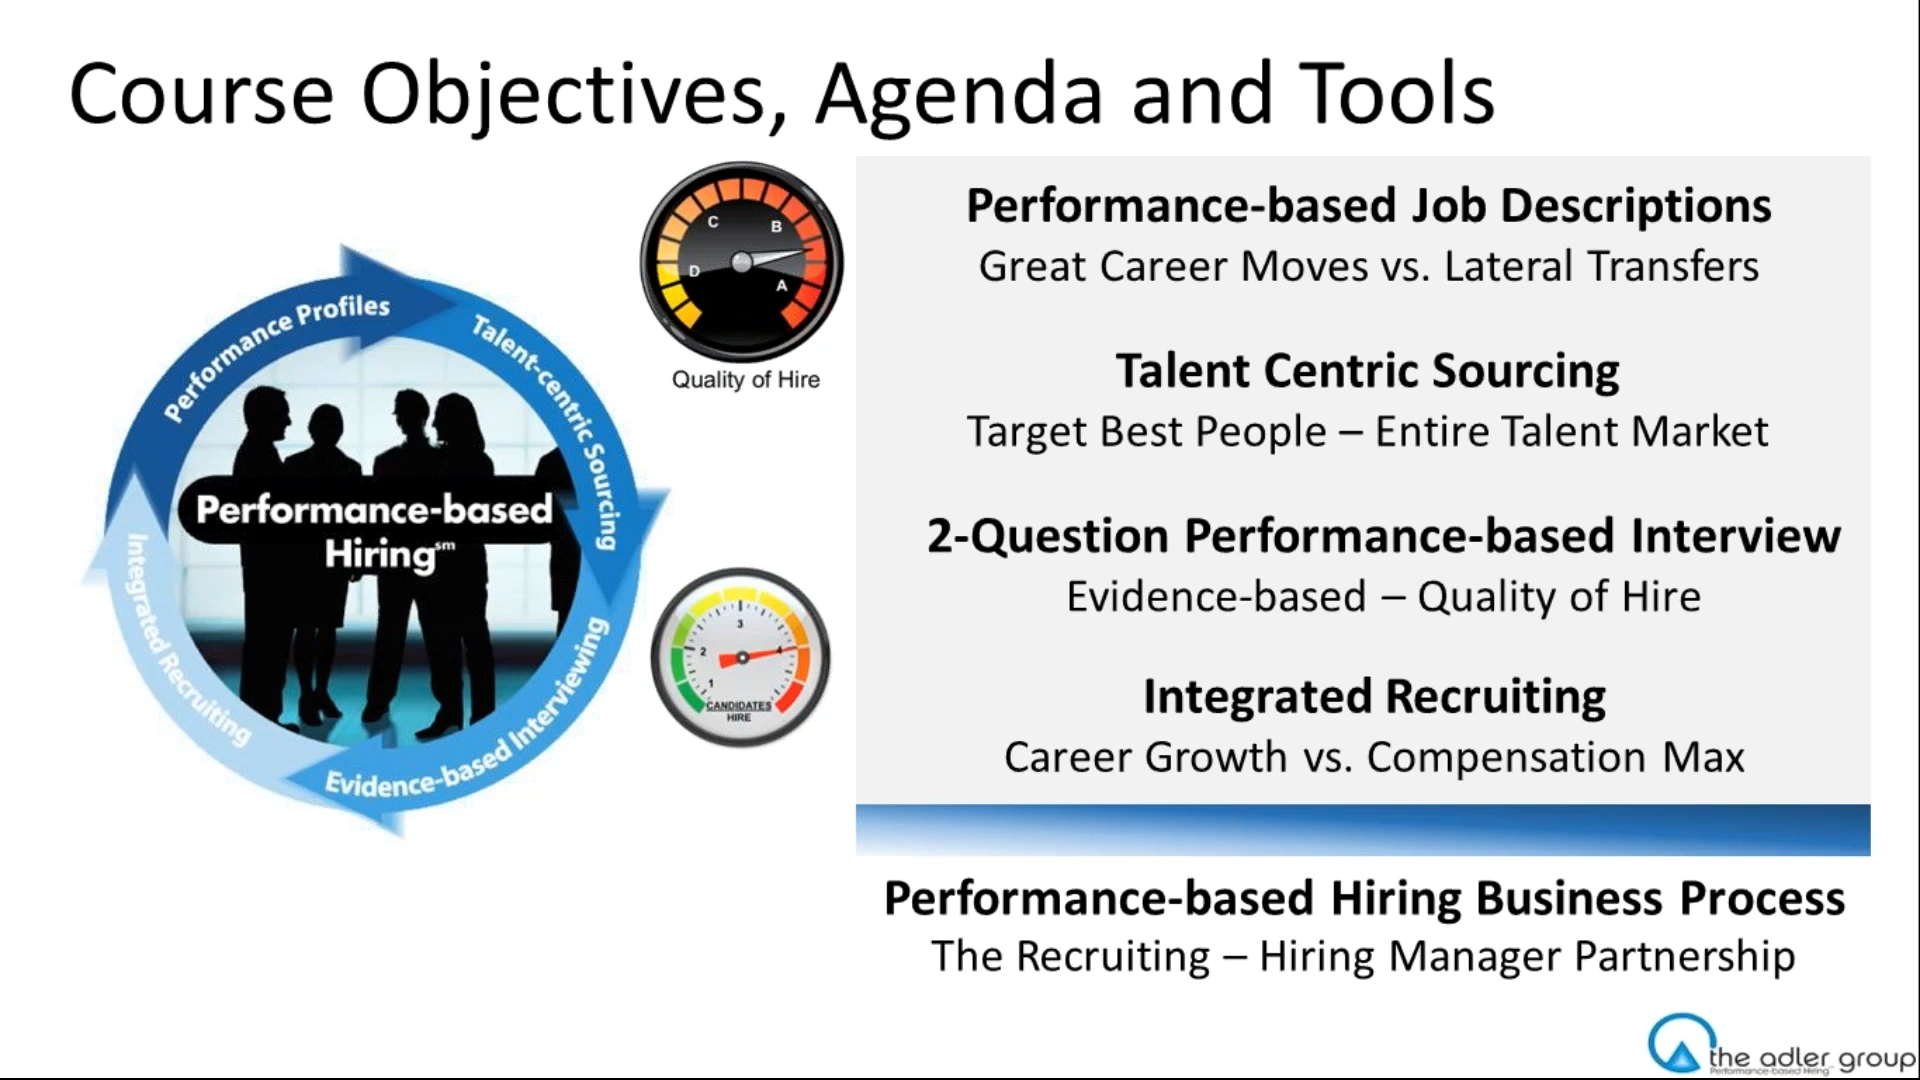 Course Objectives, Agenda and Tools
Performance Profiles
Talent-centric Sourcing
Evidence-based Interviewing
Integrated Recruiting
Performance-based
Hiring℠
D
C
B
A
Quality of Hire
1
2
3
4
CANDIDATES
HIRE
Performance-based Job Descriptions
Great Career Moves vs. Lateral Transfers
Talent Centric Sourcing
Target Best People – Entire Talent Market
2-Question Performance-based Interview
Evidence-based – Quality of Hire
Integrated Recruiting
Career Growth vs. Compensation Max
Performance-based Hiring Business Process
The Recruiting – Hiring Manager Partnership
the adler group
Performance-based Hiring